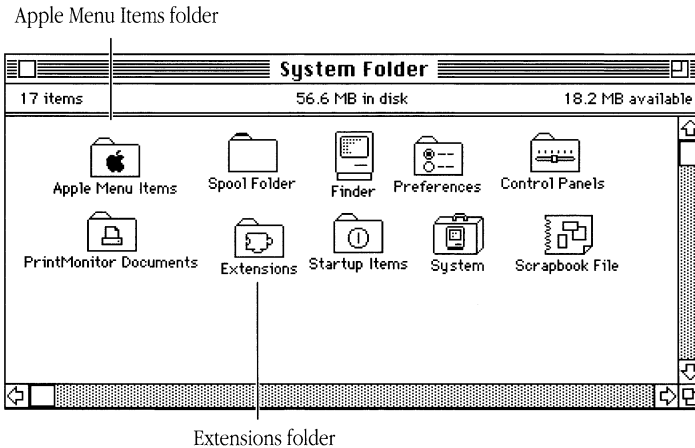 Apple Menu Items folder
System Folder
17 items 56.6 MB in disk 18.2 MB available
Apple Menu Items Spool Folder Finder Preferences Control Panels
PrintMonitor Documents Extensions Startup Items System Scrapbook File
Extensions folder